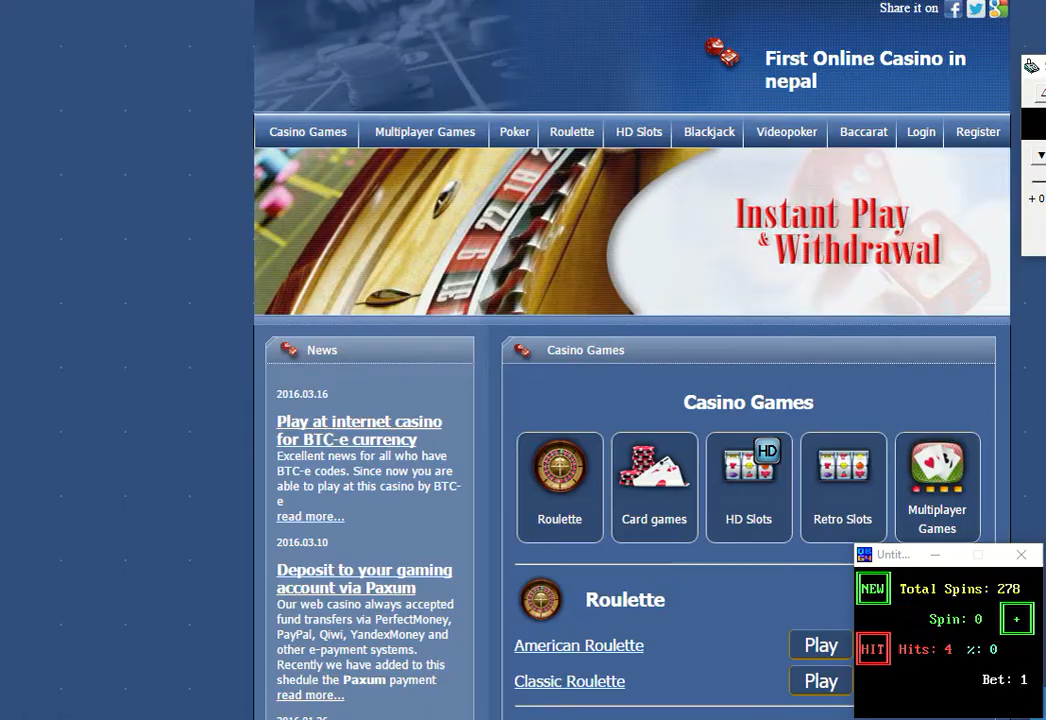 Share it on
First Online Casino in
nepal
Casino Games
Multiplayer Games
Poker
Roulette
HD Slots
Blackjack
Videopoker
Baccarat
Login
Register
Instant Play
& Withdrawal
News
2016.03.16
Play at internet casino
for BTC-e currency
Excellent news for all who have
BTC-e codes. Since now you are
able to play at this casino by BTC-
e
read more...
2016.03.10
Deposit to your gaming
account via Paxum
Our web casino always accepted
fund transfers via PerfectMoney,
PayPal, Qiwi, YandexMoney and
other e-payment systems.
Recently we have added to this
shedule the Paxum payment
read more...
Casino Games
Casino Games
Roulette
Card games
HD
HD Slots
Retro Slots
Multiplayer
Games
Roulette
American Roulette
Play
Classic Roulette
Play
Untit...
NEW
Total Spins: 278
Spin: 0
+
HIT
Hits: 4 %: 0
Bet: 1
+ 0